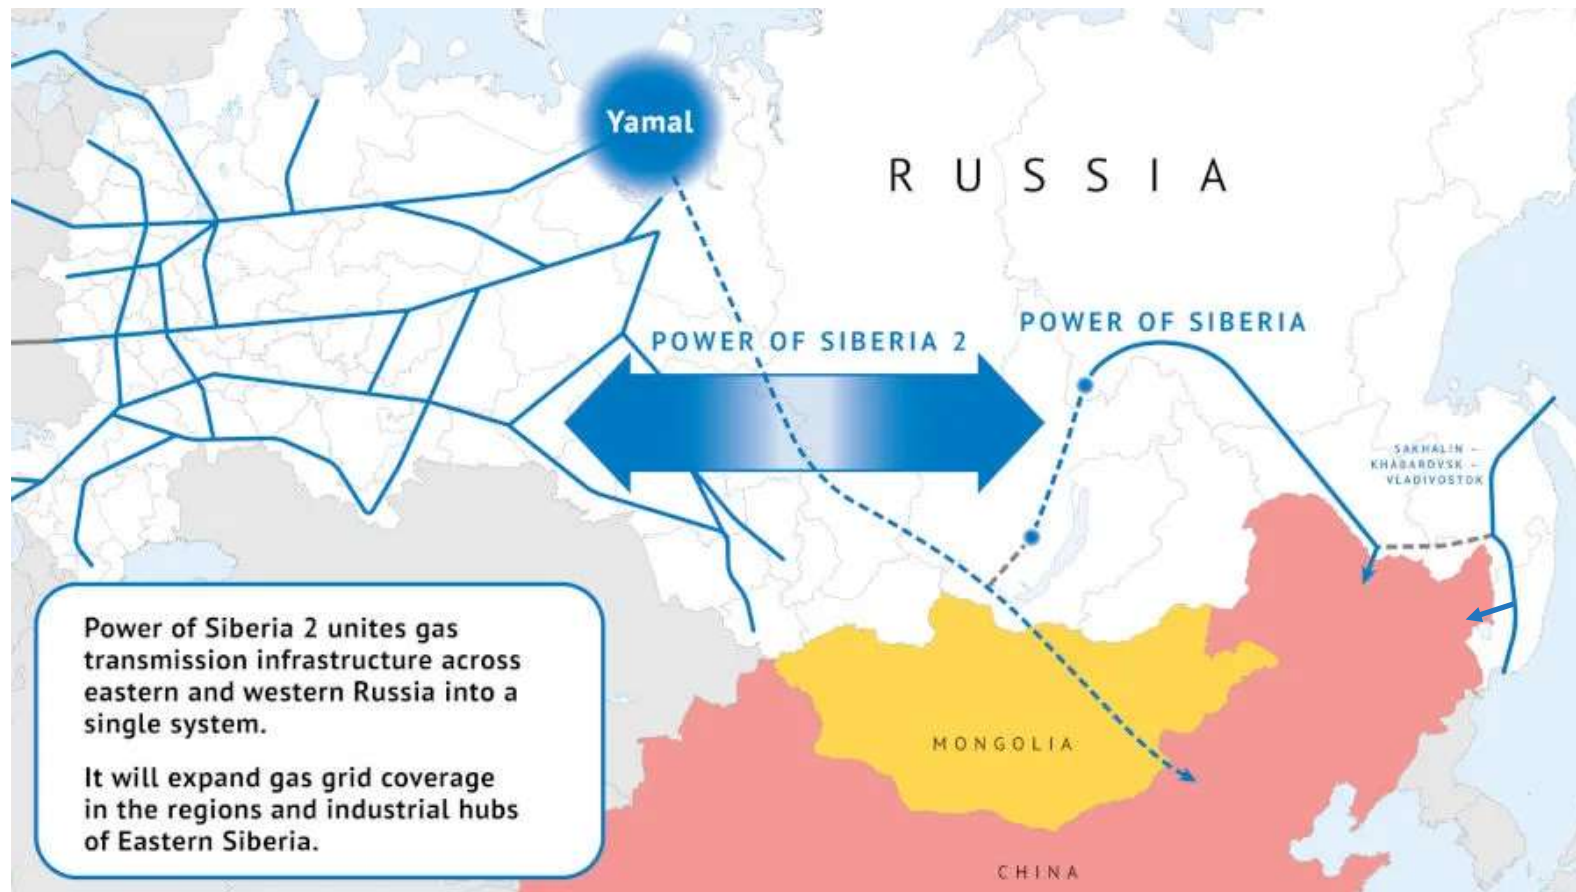 Yamal
RUSSIA
POWER OF SIBERIA
POWER OF SIBERIA 2
SAKHALIN –
KHABAROVSK –
VLADIVOSTOK
Power of Siberia 2 unites gas
transmission infrastructure across
eastern and western Russia into a
single system.
It will expand gas grid coverage
in the regions and industrial hubs
of Eastern Siberia.
MONGOLIA
CHINA